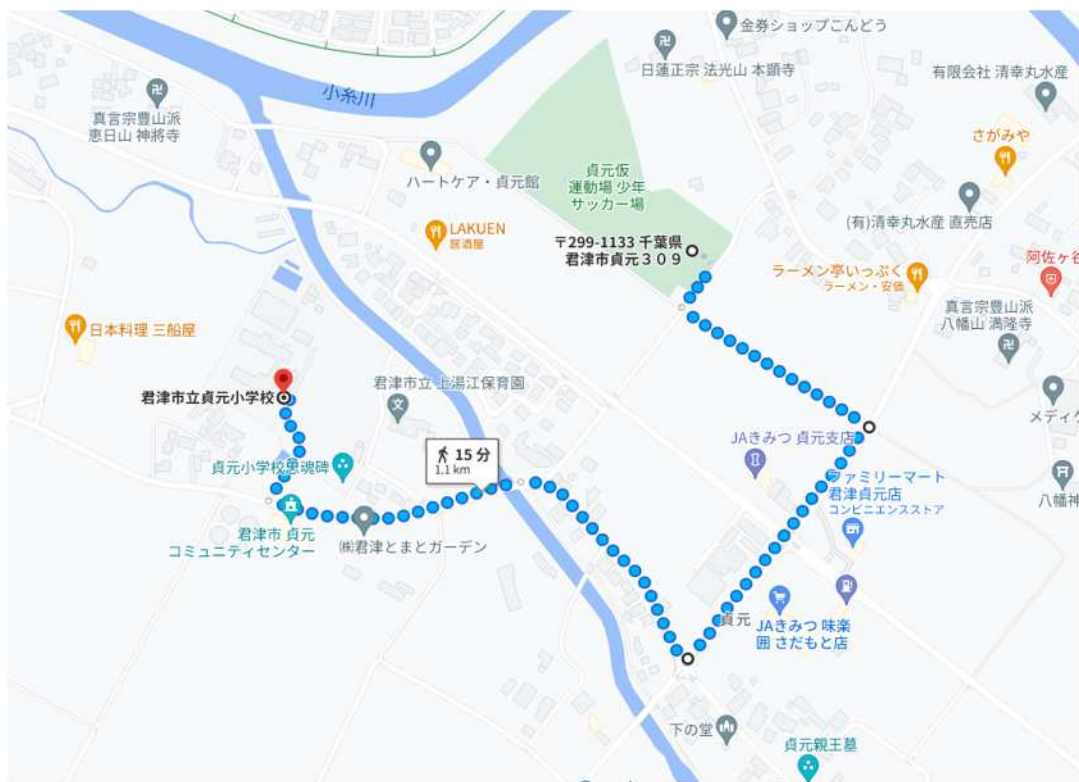 金券ショップこんどう
日蓮正宗 法光山 本顕寺
有限会社 清幸丸水産
小糸川
真言宗豊山派
恵日山 神將寺
さがみや
ハートケア・貞元館
貞元仮
運動場 少年
サッカー場
(有)清幸丸水産 直売店
LAKUEN
居酒屋
〒299-1133 千葉県
君津市貞元309
阿佐ヶ谷
ラーメン亭いっぷく
ラーメン・安価
真言宗豊山派
八幡山 満隆寺
日本料理 三船屋
君津市立貞元小学校
君津市立 上湯江保育園
メディケ
JAきみつ 貞元支店
15 分
1.1 km
貞元小学校忠魂碑
ファミリーマート
君津貞元店
コンビニエンスストア
八幡神
君津市 貞元
コミュニティセンター
㈱君津とまとガーデン
貞元
JAきみつ 味楽
囲 さだもと店
下の堂
貞元親王墓